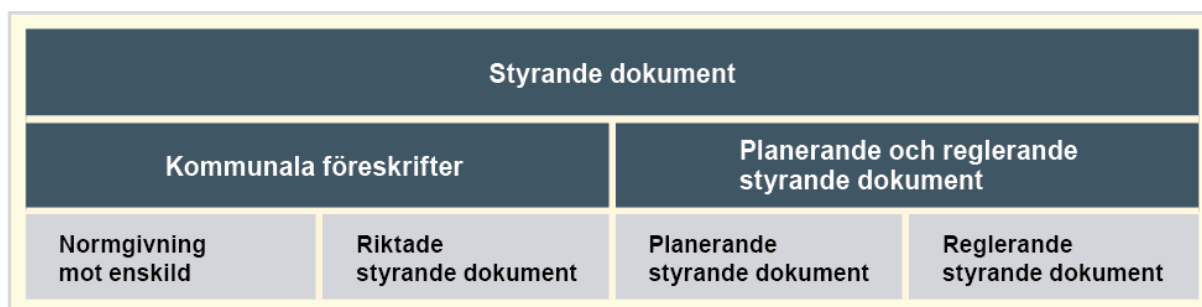 Styrande dokument
Kommunala föreskrifter
Planerande och reglerande
styrande dokument
Normgivning
mot enskild
Riktade
styrande dokument
Planerande
styrande dokument
Reglerande
styrande dokument